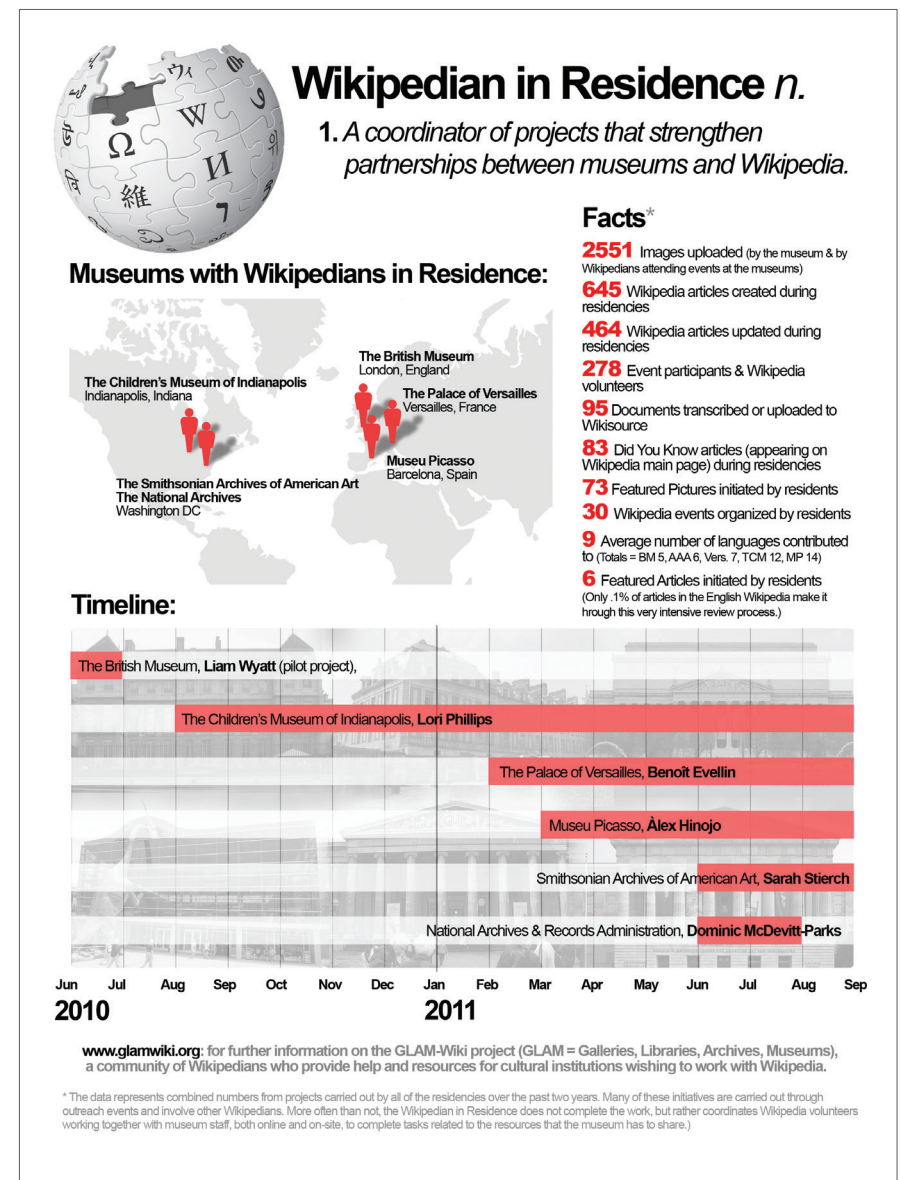 Wikipedian in Residence n.
1. A coordinator of projects that strengthen
partnerships between museums and Wikipedia.
ウィ
W
Ω
И
維
위
7
Museums with Wikipedians in Residence:
The Children's Museum of Indianapolis
Indianapolis, Indiana
The British Museum
London, England
The Palace of Versailles
Versailles, France
Museu Picasso
Barcelona, Spain
The Smithsonian Archives of American Art
The National Archives
Washington DC
Facts*
2551 Images uploaded (by the museum & by
Wikipedians attending events at the museums)
645 Wikipedia articles created during
residencies
464 Wikipedia articles updated during
residencies
278 Event participants & Wikipedia
volunteers
95 Documents transcribed or uploaded to
Wikisource
83 Did You Know articles (appearing on
Wikipedia main page) during residencies
73 Featured Pictures initiated by residents
30 Wikipedia events organized by residents
9 Average number of languages contributed
to (Totals = BM 5, AAA 6, Vers. 7, TCM 12, MP 14)
6 Featured Articles initiated by residents
(Only .1% of articles in the English Wikipedia make it
hrough this very intensive review process.)
Timeline:
The British Museum, Liam Wyatt (pilot project),
The Children's Museum of Indianapolis, Lori Phillips
The Palace of Versailles, Benoît Evellin
Museu Picasso, Àlex Hinojo
Smithsonian Archives of American Art, Sarah Stierch
National Archives & Records Administration, Dominic McDevitt-Parks
Jun Jul Aug Sep Oct Nov Dec Jan Feb Mar Apr May Jun Jul Aug Sep
2010 2011
www.glamwiki.org: for further information on the GLAM-Wiki project (GLAM = Galleries, Libraries, Archives, Museums),
a community of Wikipedians who provide help and resources for cultural institutions wishing to work with Wikipedia.
* The data represents combined numbers from projects carried out by all of the residencies over the past two years. Many of these initiatives are carried out through
outreach events and involve other Wikipedians. More often than not, the Wikipedian in Residence does not complete the work, but rather coordinates Wikipedia volunteers
working together with museum staff, both online and on-site, to complete tasks related to the resources that the museum has to share.)